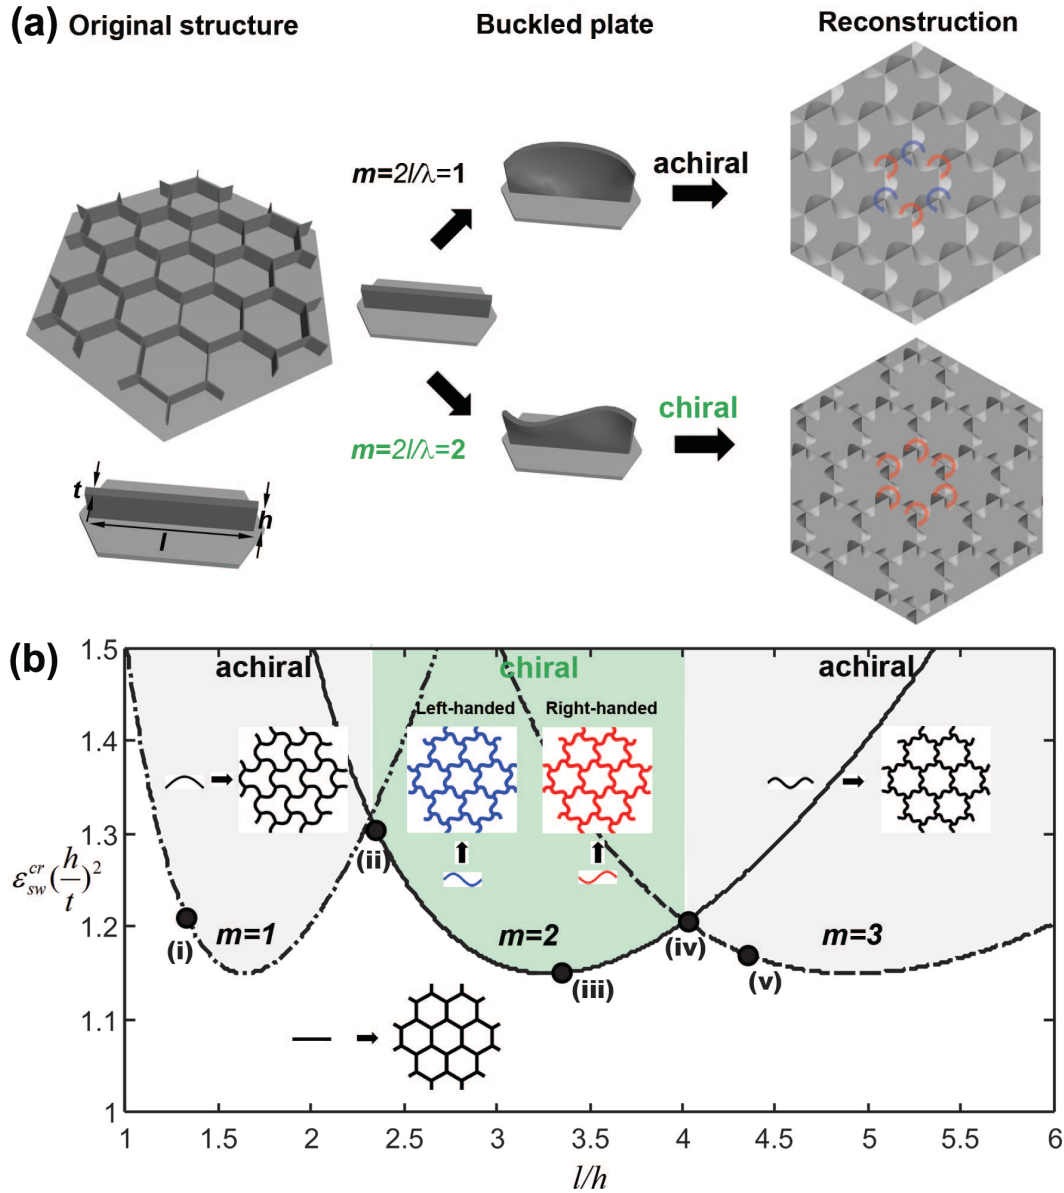 (a) Original structure
Buckled plate
Reconstruction
m=2l/λ=1
achiral
m=2l/λ=2
chiral
t
l
h
(b)
achiral
chiral
achiral
Left-handed
Right-handed
(i)
(ii)
(iii)
(iv)
(v)
m=1
m=2
m=3
1.5
1.4
1.3
1.2
1.1
1
ε_sw^cr(h/t)^2
1 1.5 2 2.5 3 3.5 4 4.5 5 5.5 6
l/h